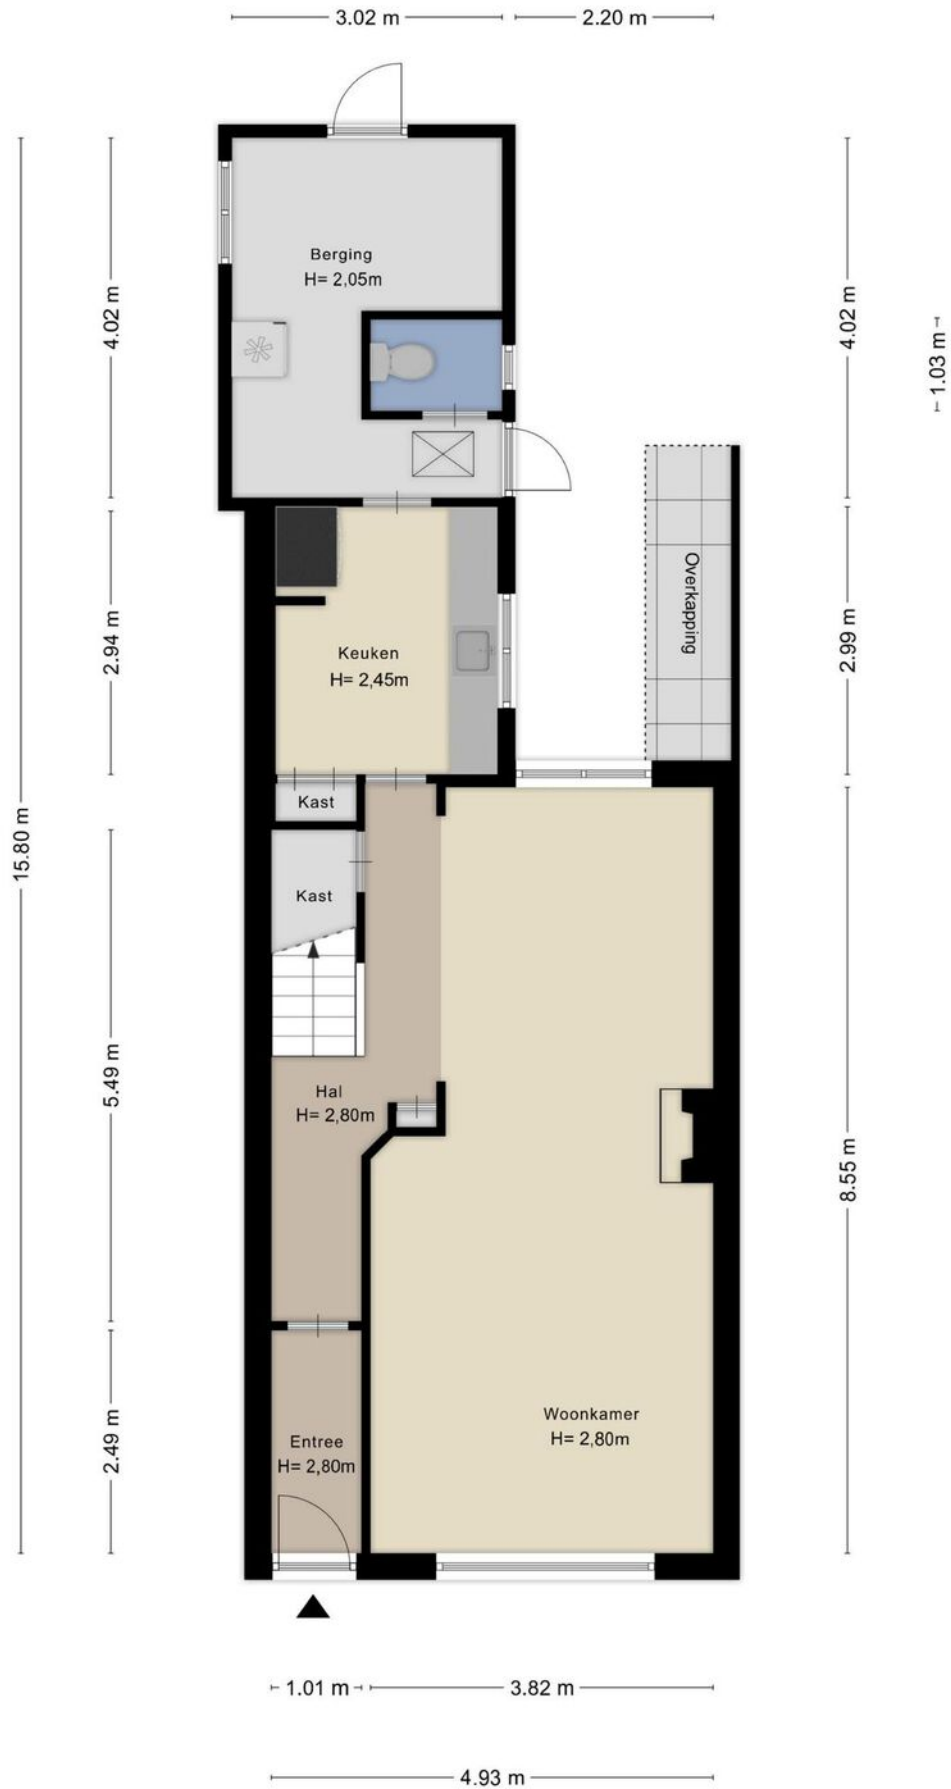 3.02 m
2.20 m
Berging
H= 2,05m
4.02 m
4.02 m
1.03 m
Overkapping
Keuken
H= 2,45m
2.94 m
2.99 m
Kast
15.80 m
Kast
Hal
H= 2,80m
5.49 m
8.55 m
Woonkamer
H= 2,80m
Entree
H= 2,80m
2.49 m
1.01 m
3.82 m
4.93 m